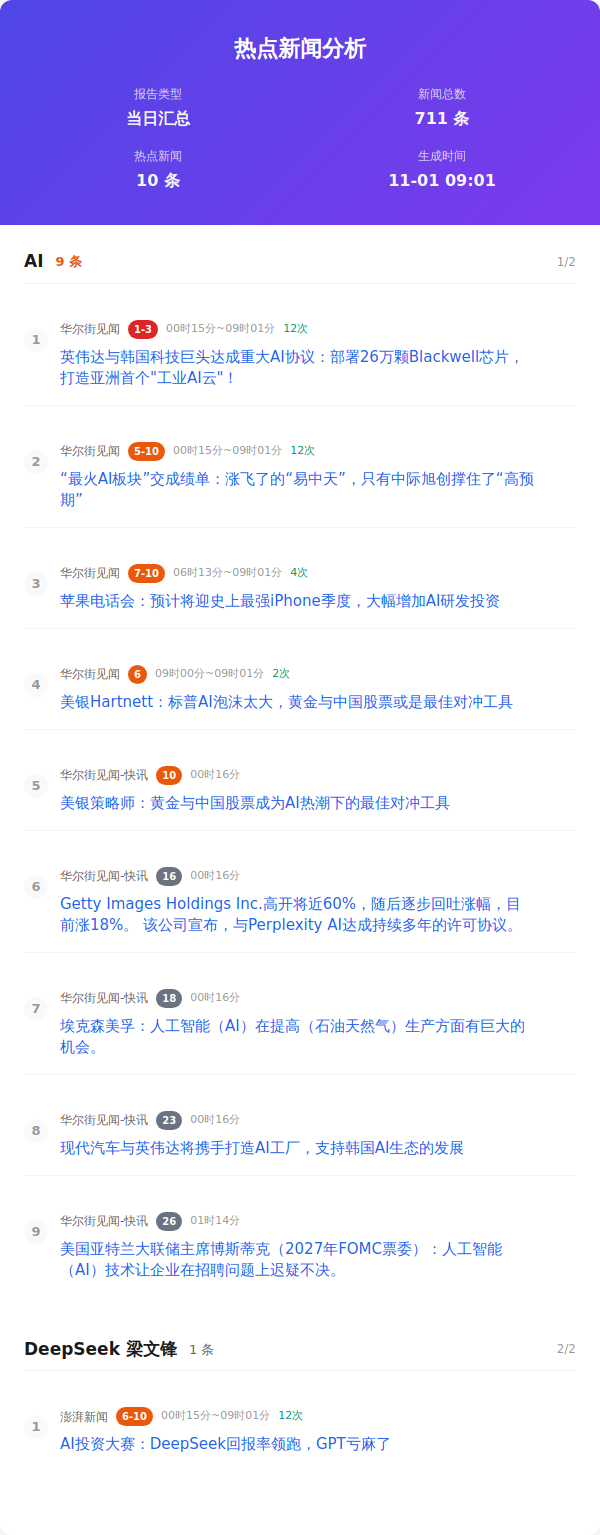 热点新闻分析
报告类型
当日汇总
新闻总数
711 条
热点新闻
10 条
生成时间
11-01 09:01
AI 9 条 1/2
1
华尔街见闻 1-3 00时15分~09时01分 12次
英伟达与韩国科技巨头达成重大AI协议：部署26万颗Blackwell芯片，
打造亚洲首个"工业AI云"！
2
华尔街见闻 5-10 00时15分~09时01分 12次
“最火AI板块”交成绩单：涨飞了的“易中天”，只有中际旭创撑住了“高预
期”
3
华尔街见闻 7-10 06时13分~09时01分 4次
苹果电话会：预计将迎史上最强iPhone季度，大幅增加AI研发投资
4
华尔街见闻 6 09时00分~09时01分 2次
美银Hartnett：标普AI泡沫太大，黄金与中国股票或是最佳对冲工具
5
华尔街见闻-快讯 10 00时16分
美银策略师：黄金与中国股票成为AI热潮下的最佳对冲工具
6
华尔街见闻-快讯 16 00时16分
Getty Images Holdings Inc.高开将近60%，随后逐步回吐涨幅，目
前涨18%。 该公司宣布，与Perplexity AI达成持续多年的许可协议。
7
华尔街见闻-快讯 18 00时16分
埃克森美孚：人工智能（AI）在提高（石油天然气）生产方面有巨大的
机会。
8
华尔街见闻-快讯 23 00时16分
现代汽车与英伟达将携手打造AI工厂，支持韩国AI生态的发展
9
华尔街见闻-快讯 26 01时14分
美国亚特兰大联储主席博斯蒂克（2027年FOMC票委）：人工智能
（AI）技术让企业在招聘问题上迟疑不决。
DeepSeek 梁文锋 1 条 2/2
1
澎湃新闻 6-10 00时15分~09时01分 12次
AI投资大赛：DeepSeek回报率领跑，GPT亏麻了